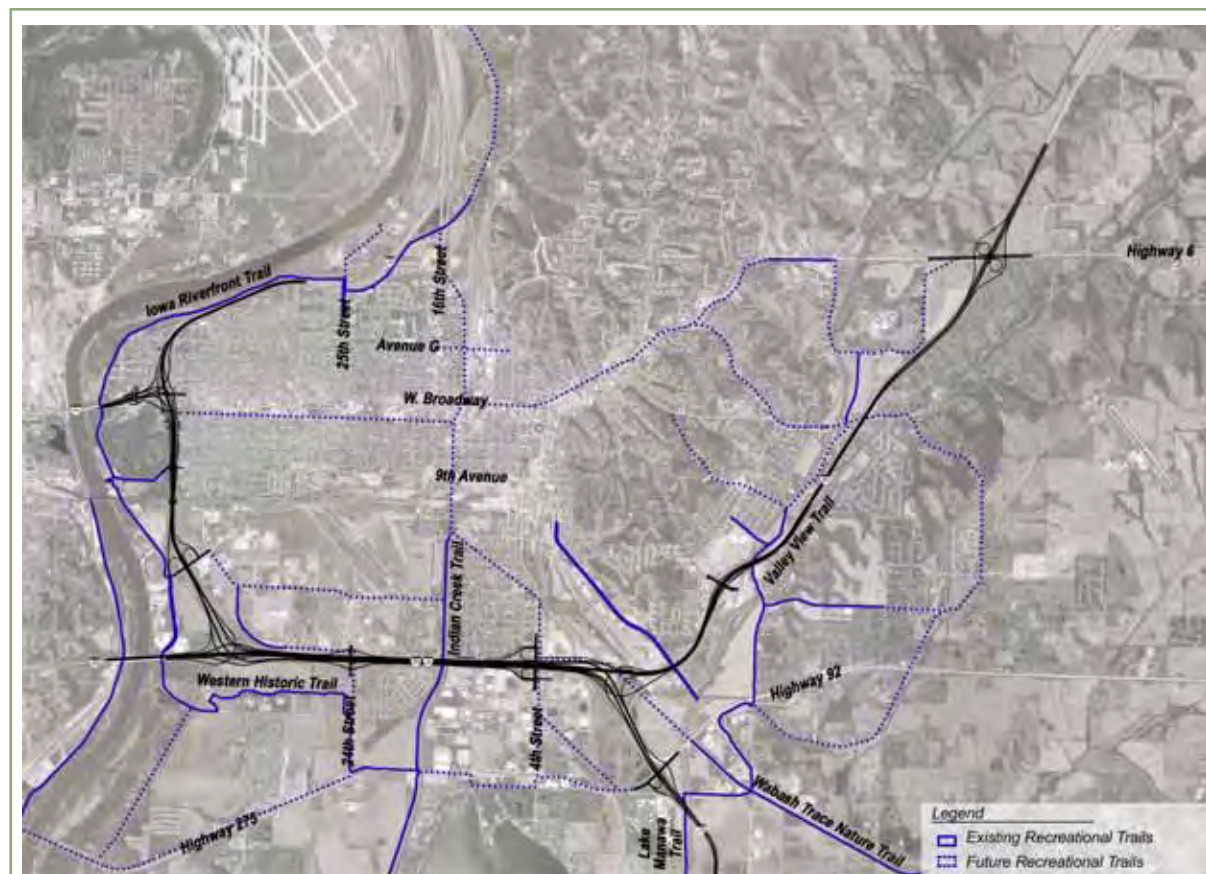 Highway 6
Iowa Riverfront Trail
16th Street
25th Street
Avenue G
W. Broadway
9th Avenue
Indian Creek Trail
Valley View Trail
Western Historic Trail
24th Street
4th Street
Highway 92
Highway 275
Lake
Manawa
Trail
Wabash Trace Nature Trail
Legend
Existing Recreational Trails
Future Recreational Trails